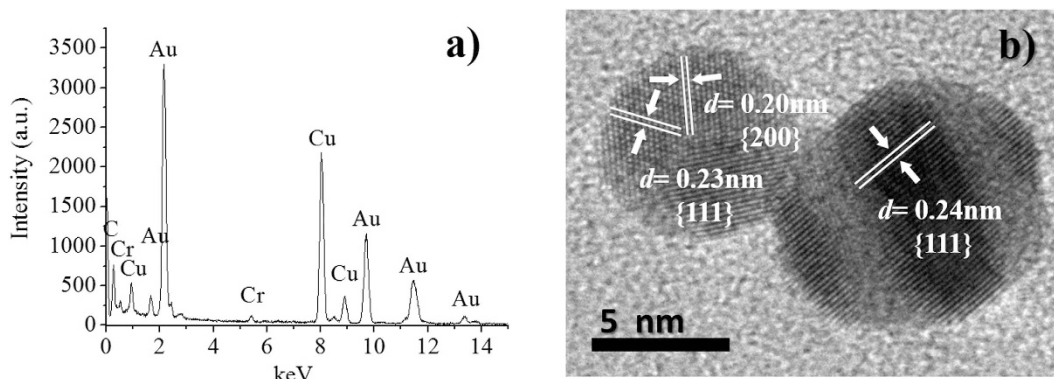 a)
Intensity (a.u.)
3500
3000
2500
2000
1500
1000
500
0
Au
Cu
C
Cr
Cu
Au
Cr
Cu
Au
Au
Au
0 2 4 6 8 10 12 14
keV
b)
d= 0.20nm
{200}
d= 0.23nm
{111}
d= 0.24nm
{111}
5 nm